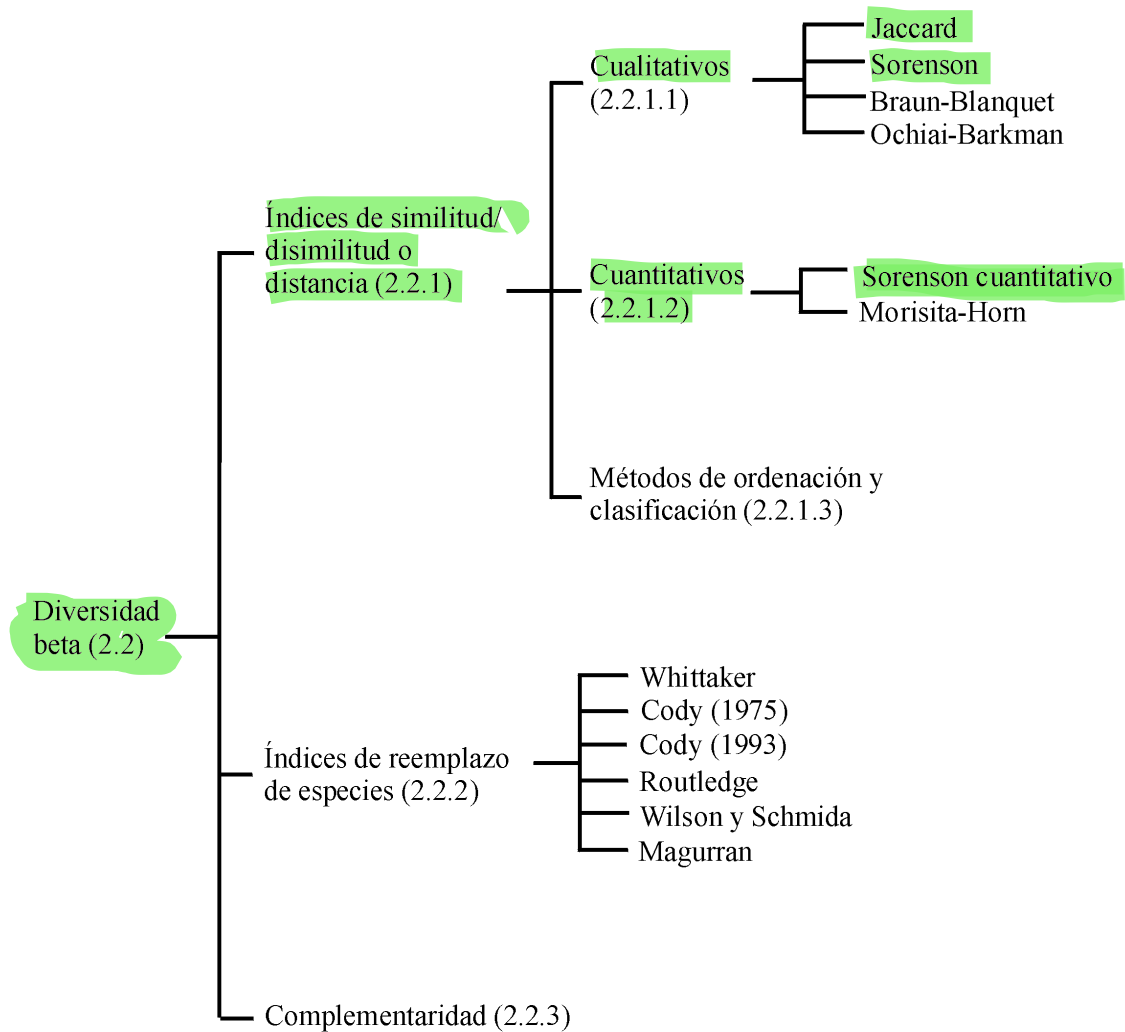 Diversidad
beta (2.2)
Índices de similitud/
disimilitud o
distancia (2.2.1)
Cualitativos
(2.2.1.1)
Jaccard
Sorenson
Braun-Blanquet
Ochiai-Barkman
Cuantitativos
(2.2.1.2)
Sorenson cuantitativo
Morisita-Horn
Métodos de ordenación y
clasificación (2.2.1.3)
Índices de reemplazo
de especies (2.2.2)
Whittaker
Cody (1975)
Cody (1993)
Routledge
Wilson y Schmida
Magurran
Complementaridad (2.2.3)